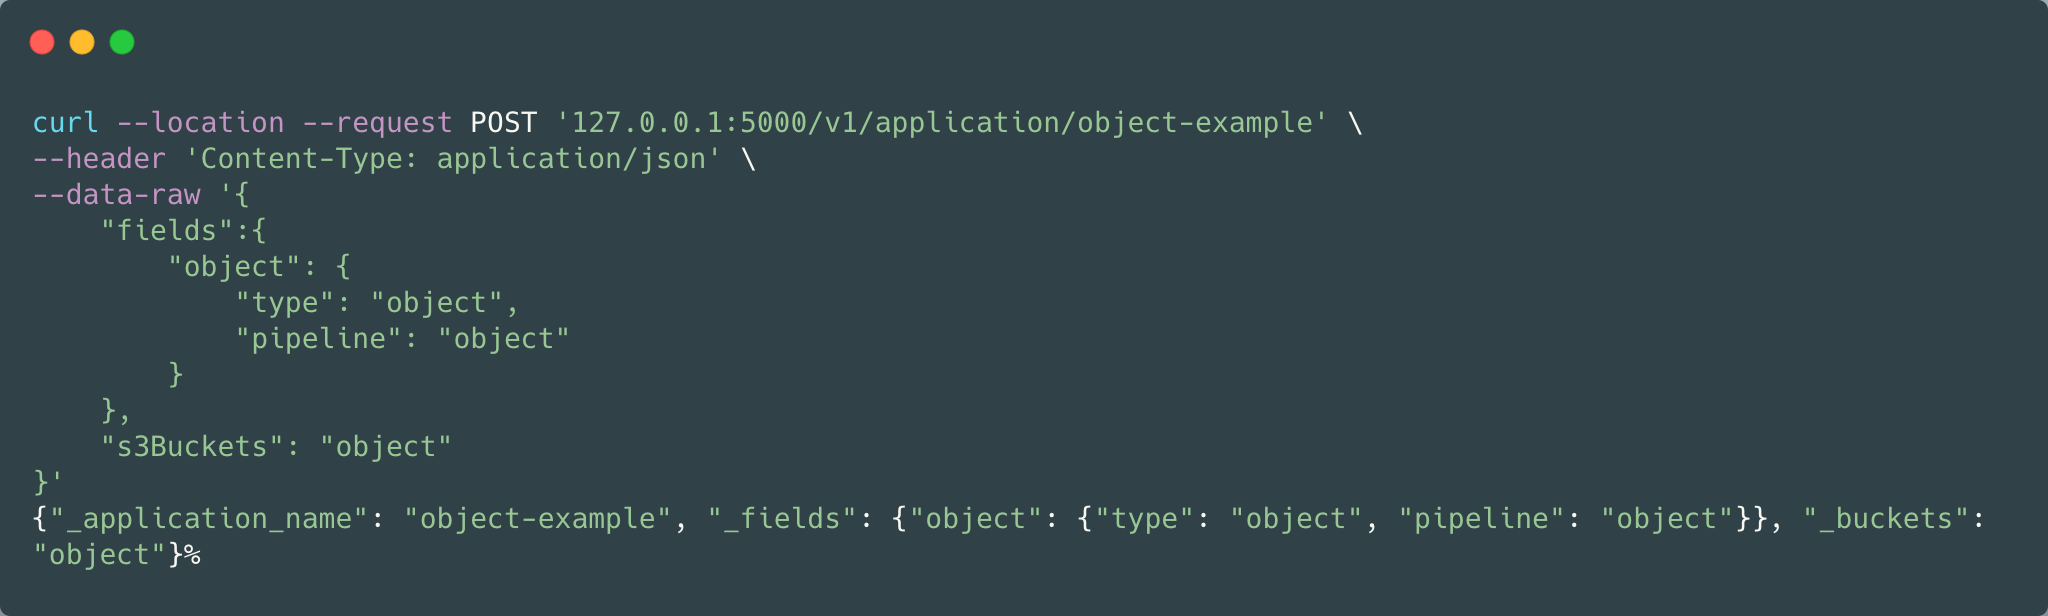 curl --location --request POST '127.0.0.1:5000/v1/application/object-example' \
--header 'Content-Type: application/json' \
--data-raw '{
    "fields":{
        "object": {
            "type": "object",
            "pipeline": "object"
        }
    },
    "s3Buckets": "object"
}'
{"_application_name": "object-example", "_fields": {"object": {"type": "object", "pipeline": "object"}}, "_buckets":
"object"}%